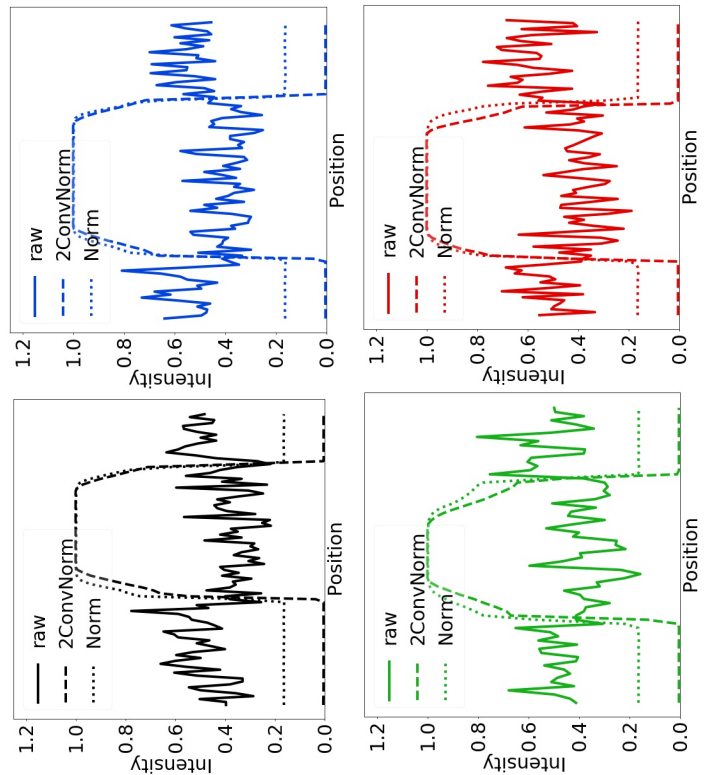 Intensity
1.2
1.0
0.8
0.6
0.4
0.2
0.0
raw
2ConvNorm
Norm
Position
Intensity
1.2
1.0
0.8
0.6
0.4
0.2
0.0
raw
2ConvNorm
Norm
Position
Intensity
1.2
1.0
0.8
0.6
0.4
0.2
0.0
raw
2ConvNorm
Norm
Position
Intensity
1.2
1.0
0.8
0.6
0.4
0.2
0.0
raw
2ConvNorm
Norm
Position